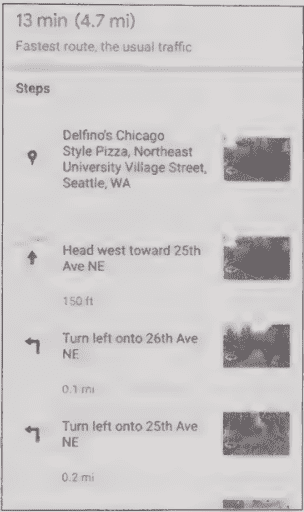 13 min (4.7 mi)
Fastest route, the usual traffic
Steps
Delfino's Chicago
Style Pizza, Northeast
University Village Street,
Seattle, WA
Head west toward 25th
Ave NE
150 ft
Turn left onto 26th Ave
NE
0.1 mi
Turn left onto 25th Ave
NE
0.2 mi